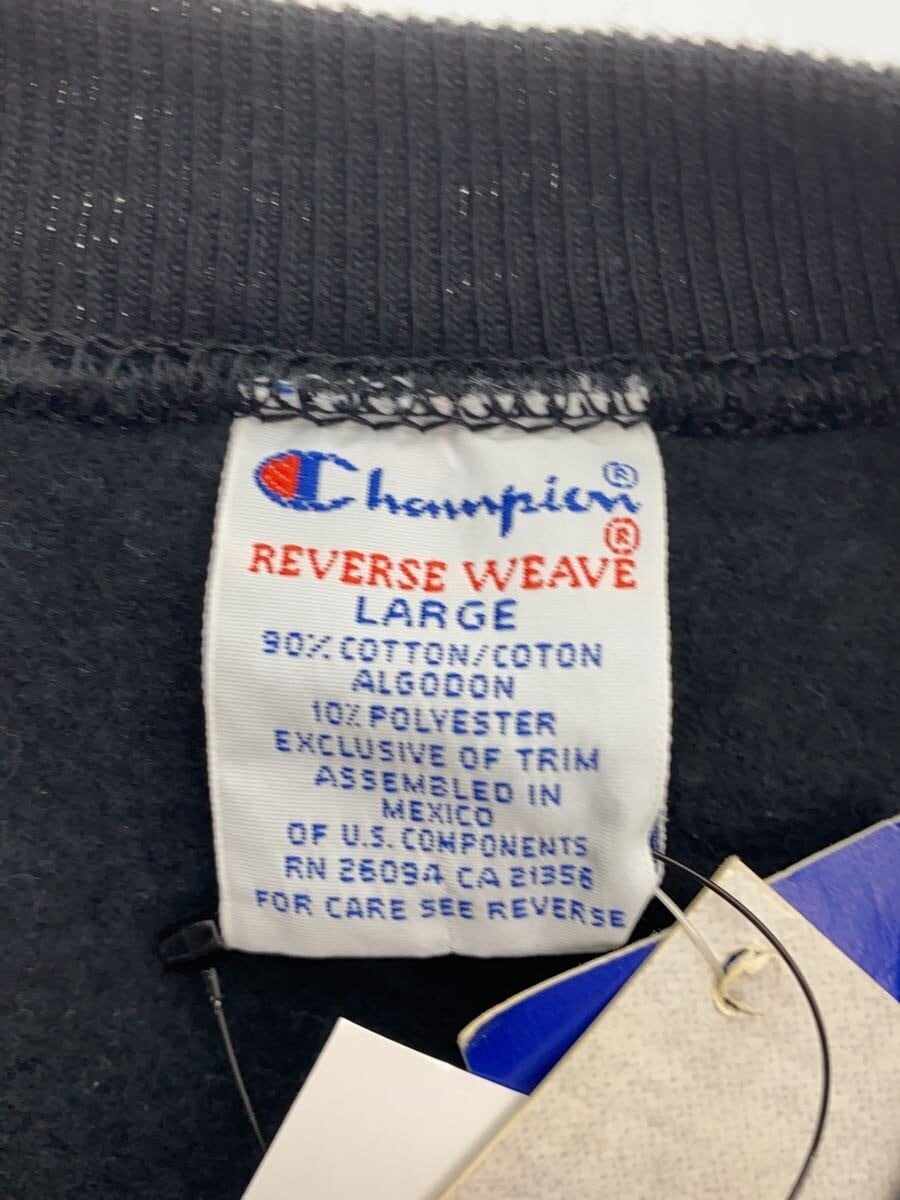 Champion®
REVERSE WEAVE®
LARGE
90% COTTON/COTON
ALGODON
10% POLYESTER
EXCLUSIVE OF TRIM
ASSEMBLED IN
MEXICO
OF U.S. COMPONENTS
RN 26094 CA 21356
FOR CARE SEE REVERSE